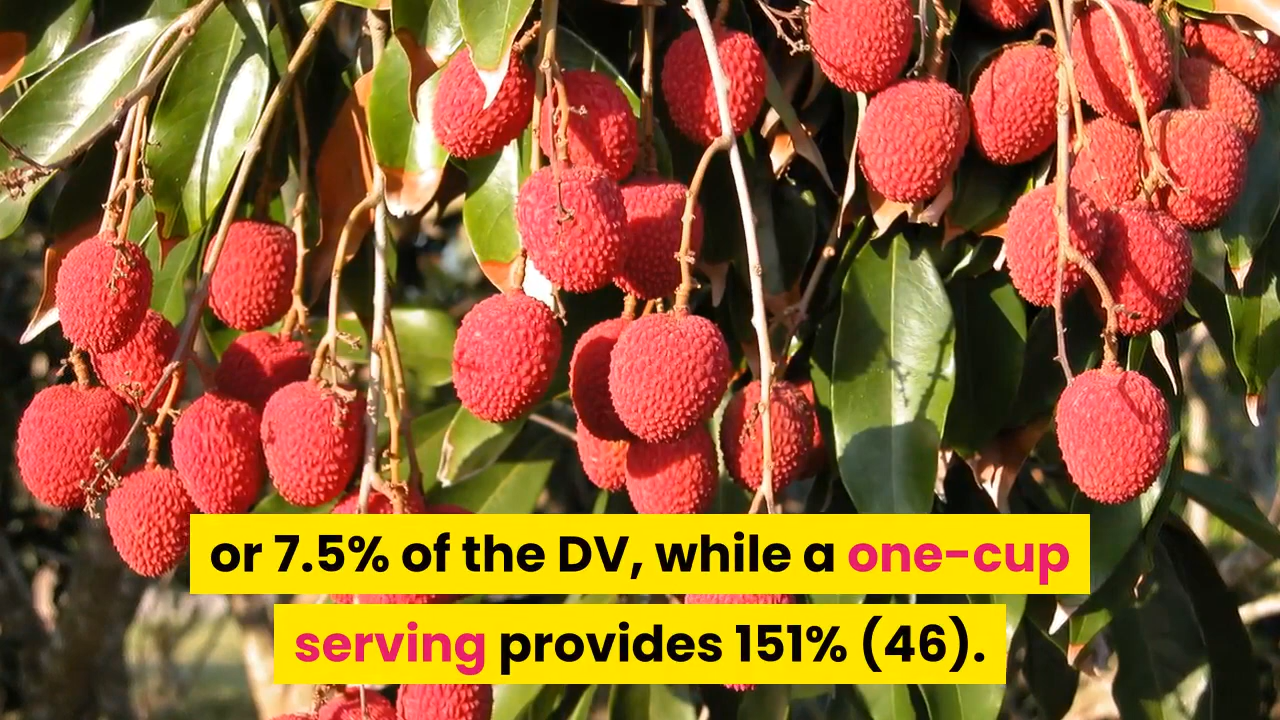 or 7.5% of the DV, while a one-cup
serving provides 151% (46).